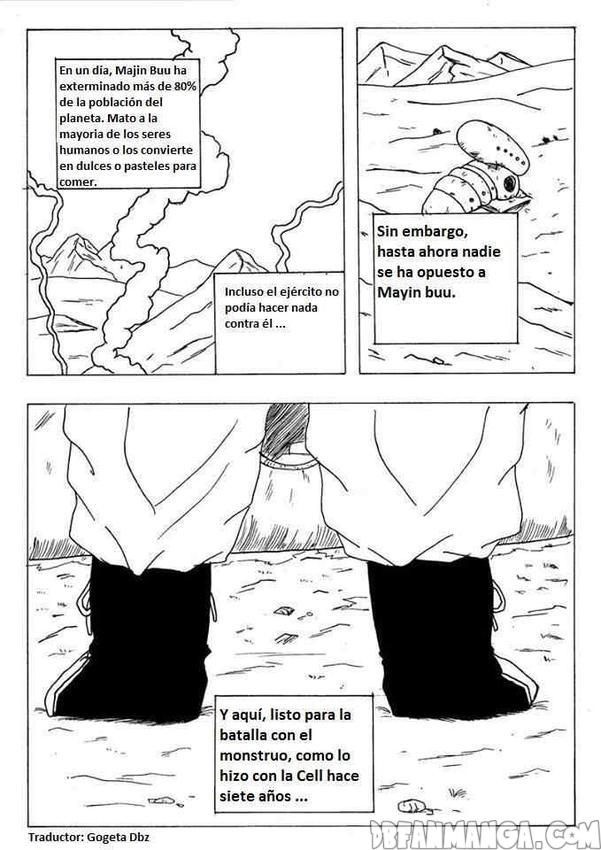 En un día, Majin Buu ha
exterminado más de 80%
de la población del
planeta. Mato a la
mayoria de los seres
humanos o los convierte
en dulces o pasteles para
comer.
Incluso el ejército no
podía hacer nada
contra él ...
Sin embargo,
hasta ahora nadie
se ha opuesto a
Mayin buu.
Y aquí, listo para la
batalla con el
monstruo, como lo
hizo con la Cell hace
siete años ...
Traductor: Gogeta Dbz
DBFANMANGA.COM